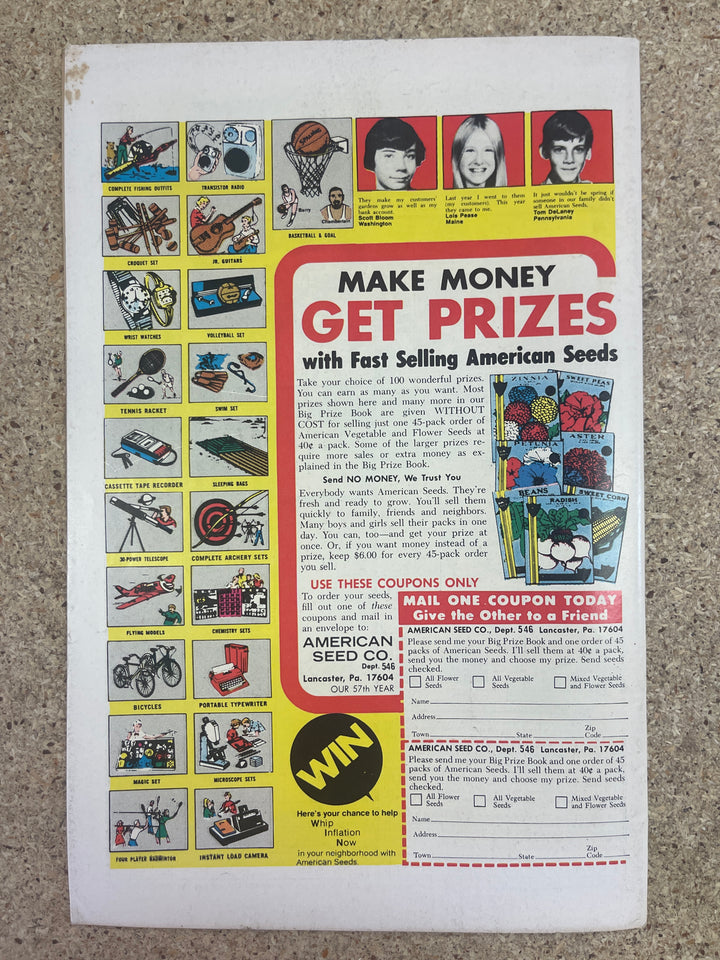 COMPLETE FISHING OUTFITS
TRANSISTOR RADIO
SPALDING
Barry
Chamberlain
BASKETBALL & GOAL
They make my customers'
gardens grow as well as my
bank account.
Scott Bloom
Washington
Last year I went to them
(my customers). This year
they came to me.
Lois Pease
Maine
It just wouldn't be spring if
someone in our family didn't
sell American Seeds.
Tom DeLaney
Pennsylvania
CROQUET SET
JR. GUITARS
WRIST WATCHES
VOLLEYBALL SET
TENNIS RACKET
SWIM SET
CASSETTE TAPE RECORDER
SLEEPING BAGS
30-POWER TELESCOPE
COMPLETE ARCHERY SETS
FLYING MODELS
CHEMISTRY SETS
BICYCLES
PORTABLE TYPEWRITER
MAGIC SET
MICROSCOPE SETS
FOUR PLAYER BADMINTON
INSTANT LOAD CAMERA
MAKE MONEY
GET PRIZES
with Fast Selling American Seeds
Take your choice of 100 wonderful prizes.
You can earn as many as you want. Most
prizes shown here and many more in our
Big Prize Book are given WITHOUT
COST for selling just one 45-pack order of
American Vegetable and Flower Seeds at
40¢ a pack. Some of the larger prizes re-
quire more sales or extra money as ex-
plained in the Big Prize Book.
Send NO MONEY, We Trust You
Everybody wants American Seeds. They're
fresh and ready to grow. You'll sell them
quickly to family, friends and neighbors.
Many boys and girls sell their packs in one
day. You can, too—and get your prize at
once. Or, if you want money instead of a
prize, keep $6.00 for every 45-pack order
you sell.
ZINNIA
SWEET PEAS
PETUNIA
ASTER
BEANS
RADISH
SWEET CORN
USE THESE COUPONS ONLY
To order your seeds,
fill out one of these
coupons and mail in
an envelope to:
AMERICAN
SEED CO.
Dept. 546
Lancaster, Pa. 17604
OUR 57th YEAR
WIN
Here's your chance to help
Whip
Inflation
Now
in your neighborhood with
American Seeds.
MAIL ONE COUPON TODAY
Give the Other to a Friend
AMERICAN SEED CO., Dept. 546 Lancaster, Pa. 17604
Please send me your Big Prize Book and one order of 45
packs of American Seeds. I'll sell them at 40¢ a pack,
send you the money and choose my prize. Send seeds
checked.
All Flower Seeds
All Vegetable Seeds
Mixed Vegetable and Flower Seeds
Name
Address
Town State Zip Code
AMERICAN SEED CO., Dept. 546 Lancaster, Pa. 17604
Please send me your Big Prize Book and one order of 45
packs of American Seeds. I'll sell them at 40¢ a pack,
send you the money and choose my prize. Send seeds
checked.
All Flower Seeds
All Vegetable Seeds
Mixed Vegetable and Flower Seeds
Name
Address
Town State Zip Code